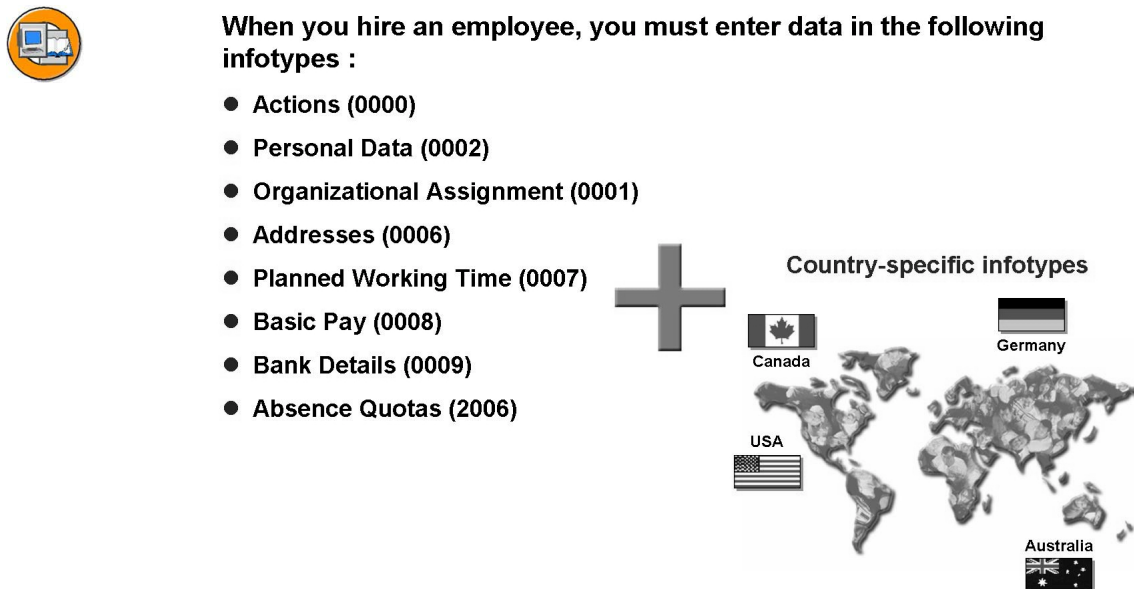 When you hire an employee, you must enter data in the following
infotypes :
● Actions (0000)
● Personal Data (0002)
● Organizational Assignment (0001)
● Addresses (0006)
● Planned Working Time (0007)
● Basic Pay (0008)
● Bank Details (0009)
● Absence Quotas (2006)
Country-specific infotypes
Canada
Germany
USA
Australia